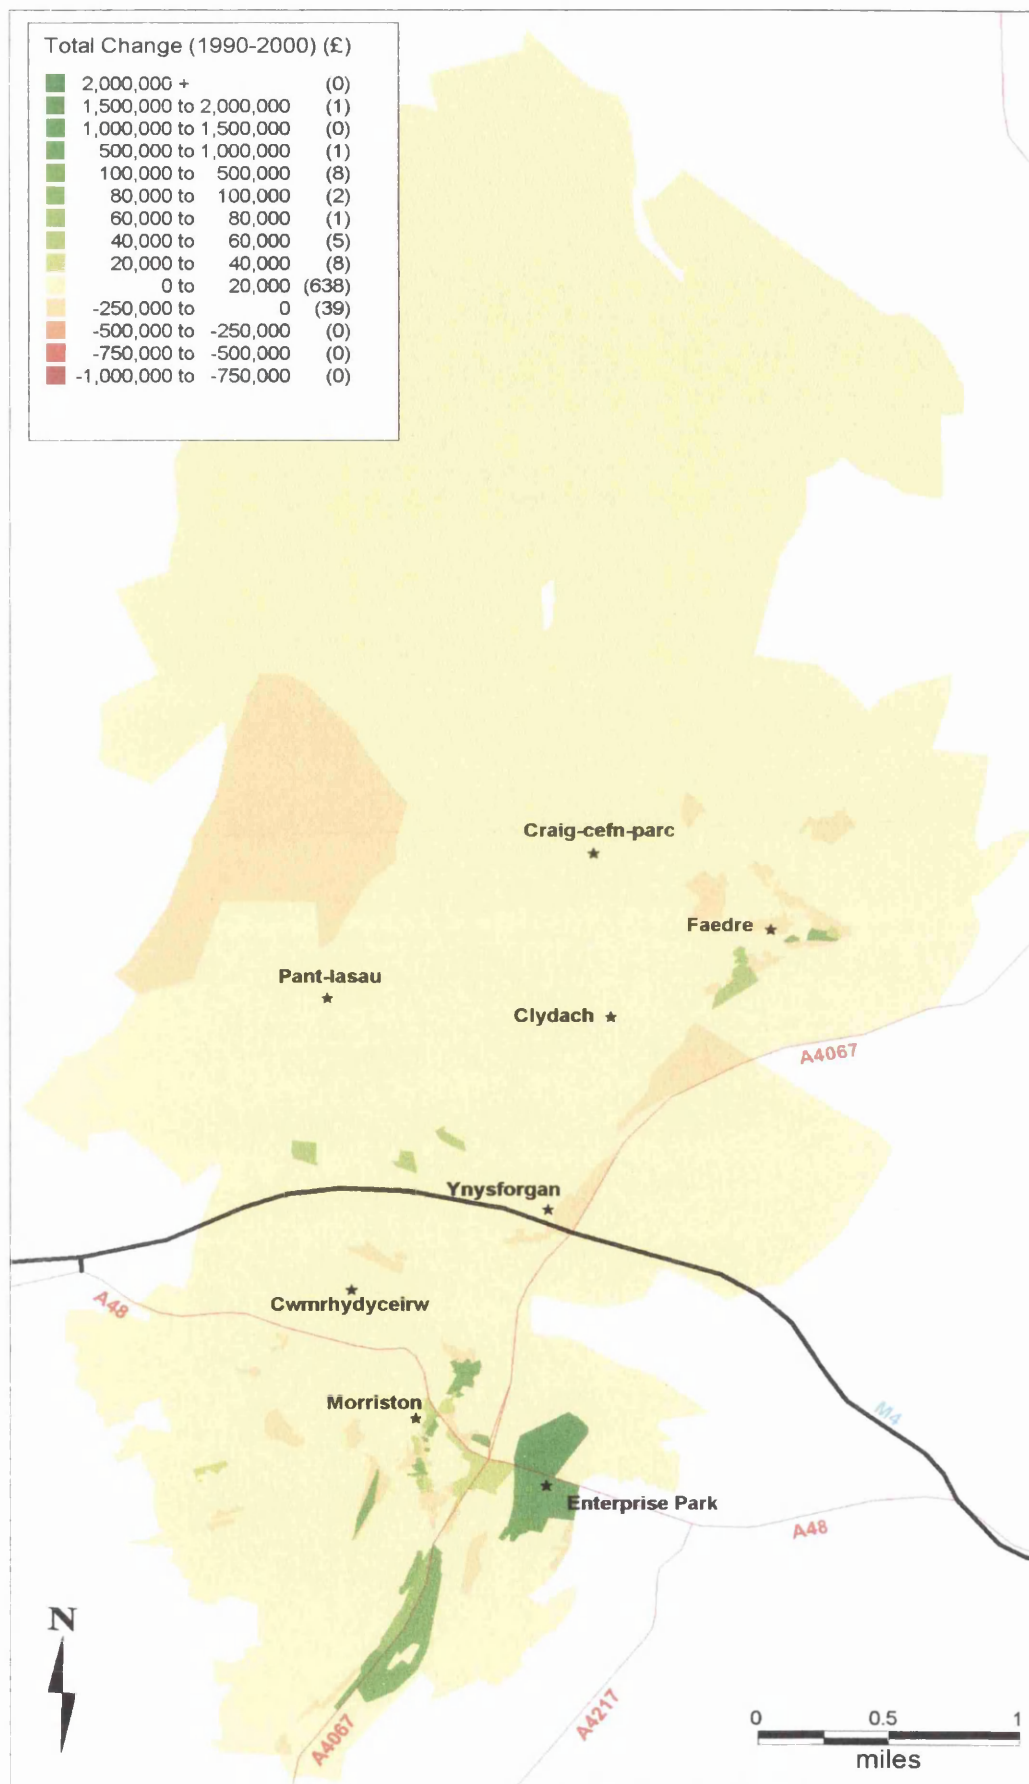 Total Change (1990-2000) (£)
2,000,000 + (0)
1,500,000 to 2,000,000 (1)
1,000,000 to 1,500,000 (0)
500,000 to 1,000,000 (1)
100,000 to 500,000 (8)
80,000 to 100,000 (2)
60,000 to 80,000 (1)
40,000 to 60,000 (5)
20,000 to 40,000 (8)
0 to 20,000 (638)
-250,000 to 0 (39)
-500,000 to -250,000 (0)
-750,000 to -500,000 (0)
-1,000,000 to -750,000 (0)
Craig-cefn-parc
Faedre
Pant-lasau
Clydach
A4067
Ynysforgan
A48
Cwmrhydyceirw
Morriston
M4
Enterprise Park
A48
N
A4217
A4067
0 0.5 1
miles